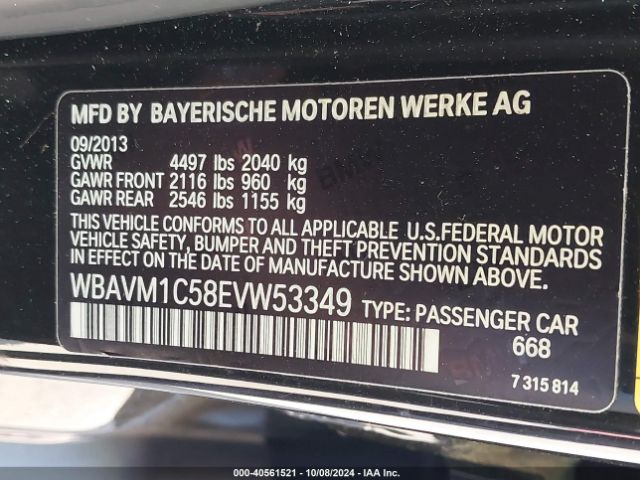 MFD BY BAYERISCHE MOTOREN WERKE AG
09/2013
GVWR 4497 lbs 2040 kg
GAWR FRONT 2116 lbs 960 kg
GAWR REAR 2546 lbs 1155 kg
THIS VEHICLE CONFORMS TO ALL APPLICABLE U.S.FEDERAL MOTOR
VEHICLE SAFETY, BUMPER AND THEFT PREVENTION STANDARDS
IN EFFECT ON THE DATE OF MANUFACTURE SHOWN ABOVE.
WBAVM1C58EVW53349 TYPE: PASSENGER CAR
668
7 315 814
000-40561521 - 10/08/2024 - IAA Inc.